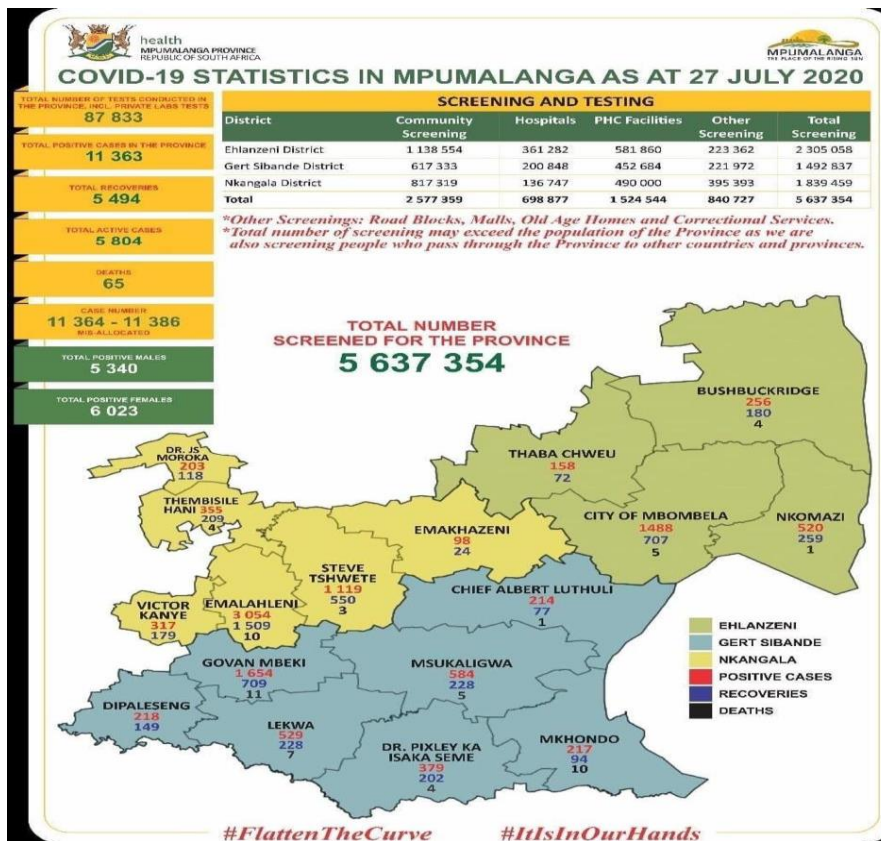 health
MPUMALANGA PROVINCE
REPUBLIC OF SOUTH AFRICA
MPUMALANGA
THE PLACE OF THE RISING SUN
COVID-19 STATISTICS IN MPUMALANGA AS AT 27 JULY 2020
TOTAL NUMBER OF TESTS CONDUCTED IN
THE PROVINCE, INCL. PRIVATE LABS TESTS
87 833
TOTAL POSITIVE CASES IN THE PROVINCE
11 363
TOTAL RECOVERIES
5 494
TOTAL ACTIVE CASES
5 804
DEATHS
65
CASE NUMBER
11 364 - 11 386
MIS-ALLOCATED
TOTAL POSITIVE MALES
5 340
TOTAL POSITIVE FEMALES
6 023
SCREENING AND TESTING
District Community Screening Hospitals PHC Facilities Other Screening Total Screening
Ehlanzeni District 1 138 554 361 282 581 860 223 362 2 305 058
Gert Sibande District 617 333 200 848 452 684 221 972 1 492 837
Nkangala District 817 319 136 747 490 000 395 393 1 839 459
Total 2 577 359 698 877 1 524 544 840 727 5 637 354
*Other Screenings: Road Blocks, Malls, Old Age Homes and Correctional Services.
*Total number of screening may exceed the population of the Province as we are
also screening people who pass through the Province to other countries and provinces.
TOTAL NUMBER
SCREENED FOR THE PROVINCE
5 637 354
BUSHBUCKRIDGE
256
180
4
THABA CHWEU
158
72
DR. JS
MOROKA
203
118
THEMBISILE
HANI 355
209
4
EMAKHAZENI
98
24
CITY OF MBOMBELA
1488
707
5
NKOMAZI
520
259
1
STEVE
TSHWETE
1 119
550
3
CHIEF ALBERT LUTHULI
214
77
1
VICTOR
KANYE
317
179
EMALAHLENI
3 054
1 509
10
GOVAN MBEKI
1 654
709
11
MSUKALIGWA
584
228
5
DIPALESENG
218
149
LEKWA
529
228
7
DR. PIXLEY KA
ISAKA SEME
379
202
4
MKHONDO
217
94
10
EHLANZENI
GERT SIBANDE
NKANGALA
POSITIVE CASES
RECOVERIES
DEATHS
#FlattenTheCurve #ItIsInOurHands